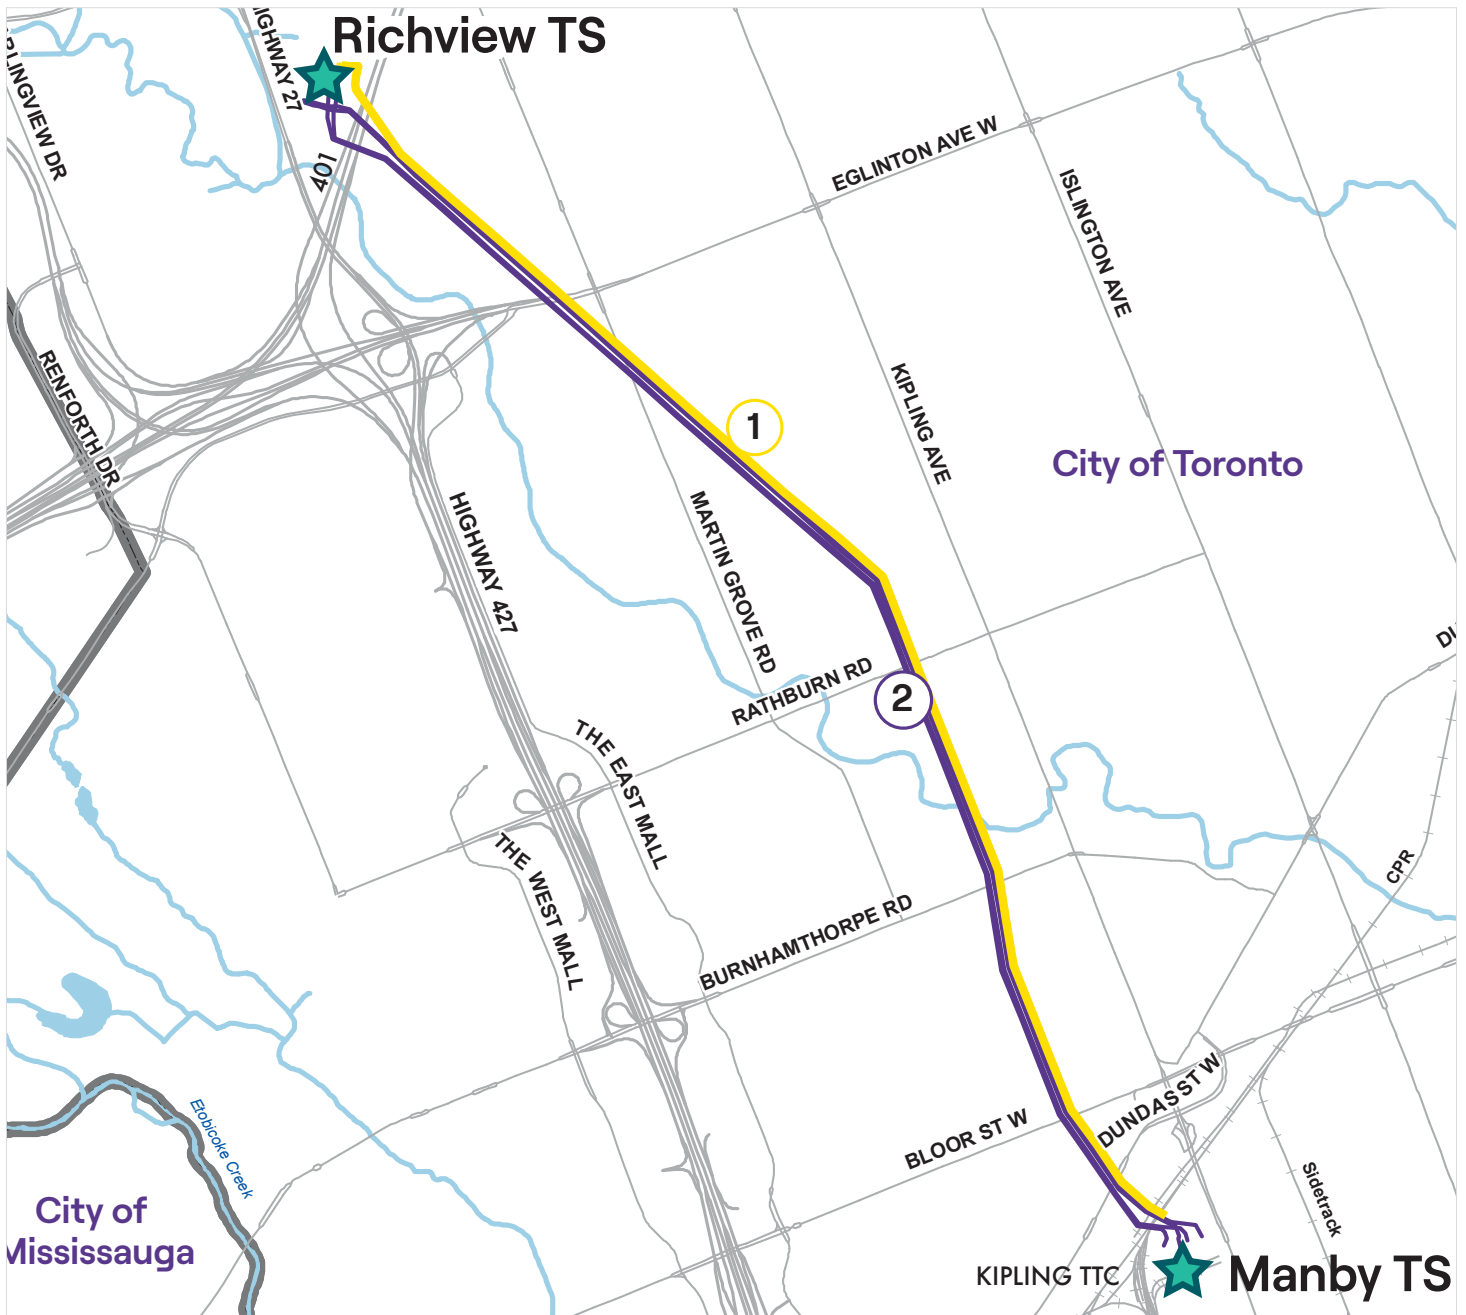 Richview TS
HIGHWAY 27
401
EGLINTON AVE W
ISLINGTON AVE
RENFORTH DR
KIPLING AVE
1
City of Toronto
HIGHWAY 427
MARTIN GROVE RD
RATHBURN RD
2
THE EAST MALL
THE WEST MALL
CPR
BURNHAMTHORPE RD
DUNDAS ST W
BLOOR ST W
Etobicoke Creek
Sidetrack
City of
Mississauga
KIPLING TTC
Manby TS